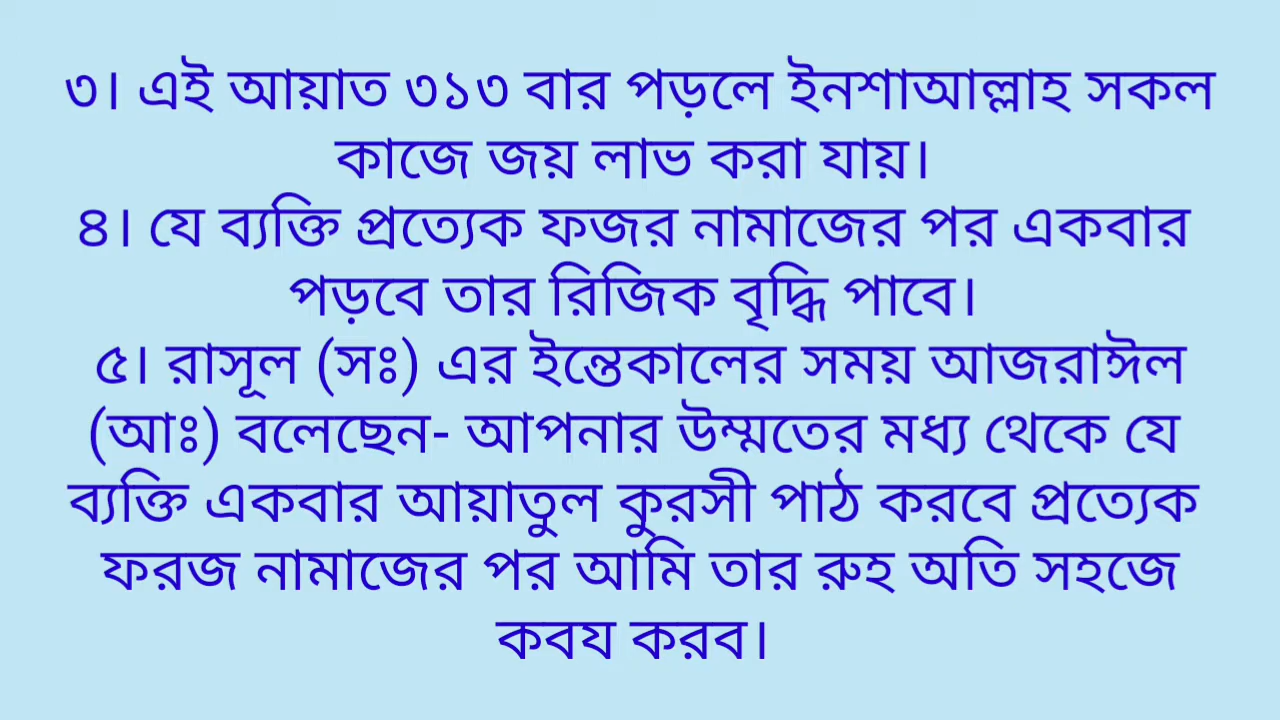 ৩। এই আয়াত ৩১৩ বার পড়লে ইনশাআল্লাহ সকল
কাজে জয় লাভ করা যায়।
৪। যে ব্যক্তি প্রত্যেক ফজর নামাজের পর একবার
পড়বে তার রিজিক বৃদ্ধি পাবে।
৫। রাসূল (সঃ) এর ইন্তেকালের সময় আজরাঈল
(আঃ) বলেছেন- আপনার উম্মতের মধ্য থেকে যে
ব্যক্তি একবার আয়াতুল কুরসী পাঠ করবে প্রত্যেক
ফরজ নামাজের পর আমি তার রুহ অতি সহজে
কবয করব।